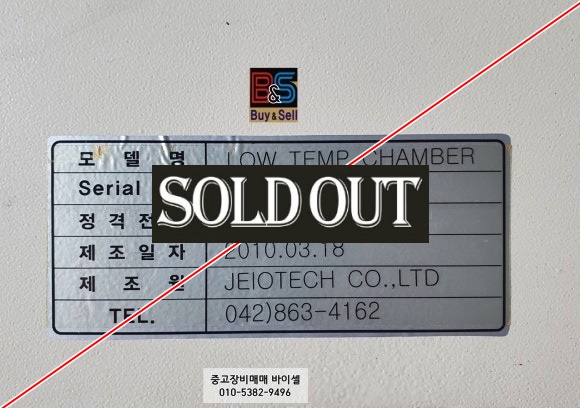 B&S
Buy & Sell
모 델 명 LOW TEMP CHAMBER
Serial
SOLD OUT
정 격 전
제 조 일 자 2010.03.18
제 조 원 JEIOTECH CO.,LTD
TEL. 042)863-4162
중고장비매매 바이셀
010-5382-9496